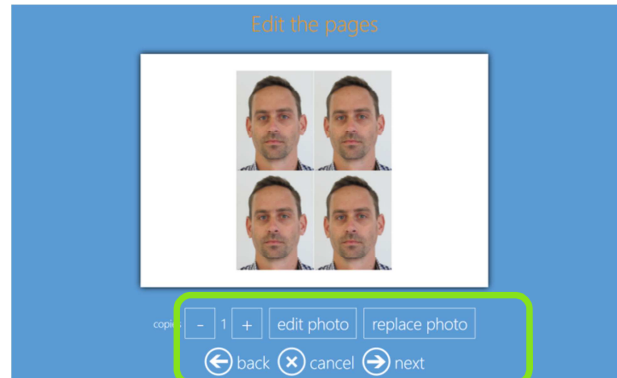 Edit the pages
copies - 1 + edit photo replace photo
back cancel next